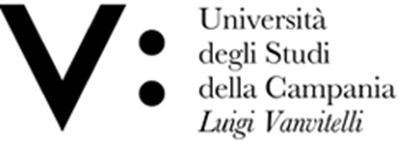 V:
Università
degli Studi
della Campania
Luigi Vanvitelli